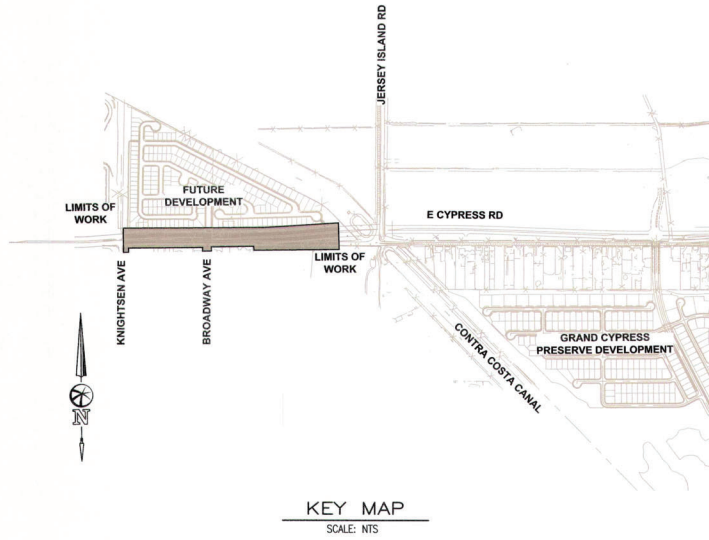 JERSEY ISLAND RD
FUTURE
DEVELOPMENT
LIMITS OF
WORK
E CYPRESS RD
LIMITS OF
WORK
KNIGHTSEN AVE
BROADWAY AVE
CONTRA COSTA CANAL
GRAND CYPRESS
PRESERVE DEVELOPMENT
N
KEY MAP
SCALE: NTS